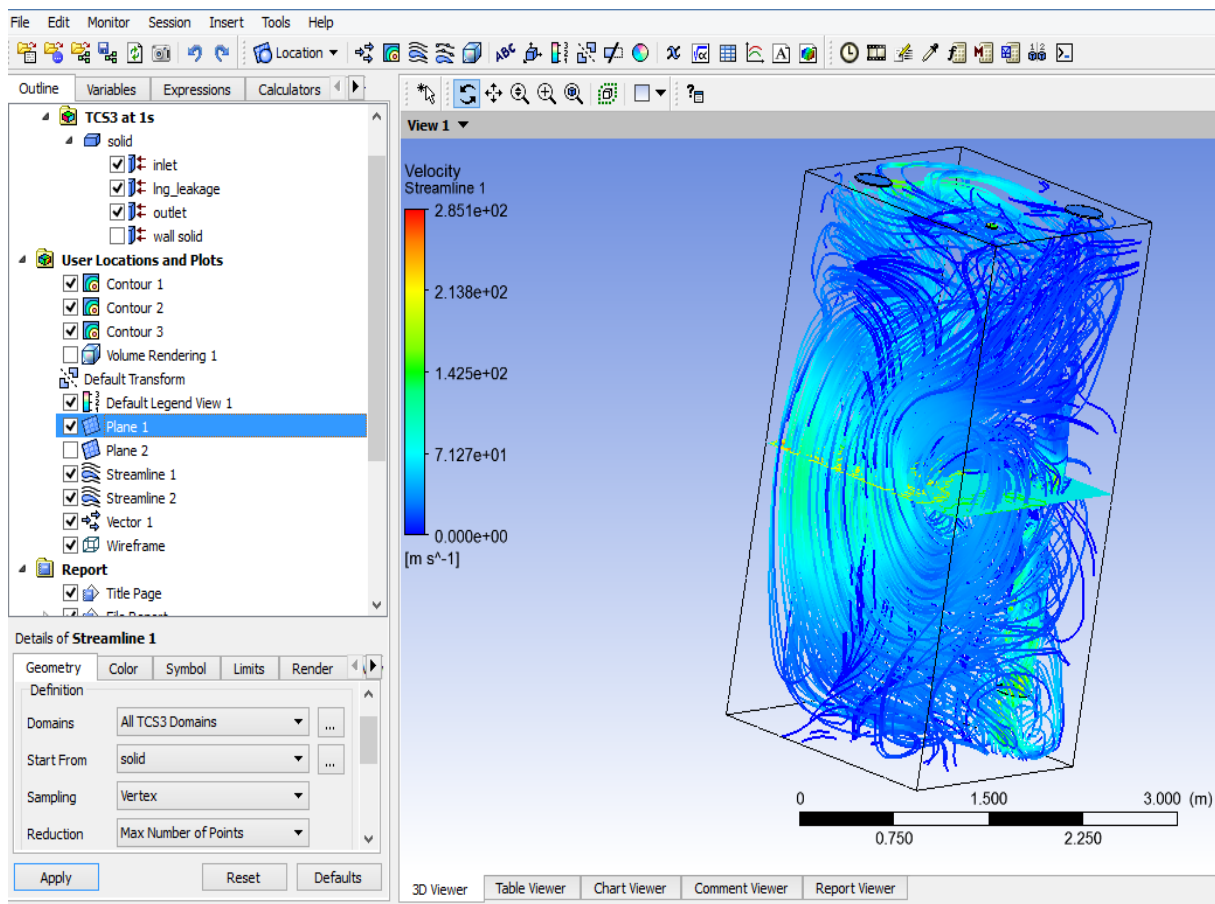 File Edit Monitor Session Insert Tools Help
Location
Outline Variables Expressions Calculators
TCS3 at 1s
solid
inlet
lng_leakage
outlet
wall solid
User Locations and Plots
Contour 1
Contour 2
Contour 3
Volume Rendering 1
Default Transform
Default Legend View 1
Plane 1
Plane 2
Streamline 1
Streamline 2
Vector 1
Wireframe
Report
Title Page
Details of Streamline 1
Geometry Color Symbol Limits Render
Definition
Domains All TCS3 Domains ...
Start From solid ...
Sampling Vertex
Reduction Max Number of Points
Apply Reset Defaults
View 1
Velocity
Streamline 1
2.851e+02
2.138e+02
1.425e+02
7.127e+01
0.000e+00
[m s^-1]
0 1.500 3.000 (m)
0.750 2.250
3D Viewer Table Viewer Chart Viewer Comment Viewer Report Viewer